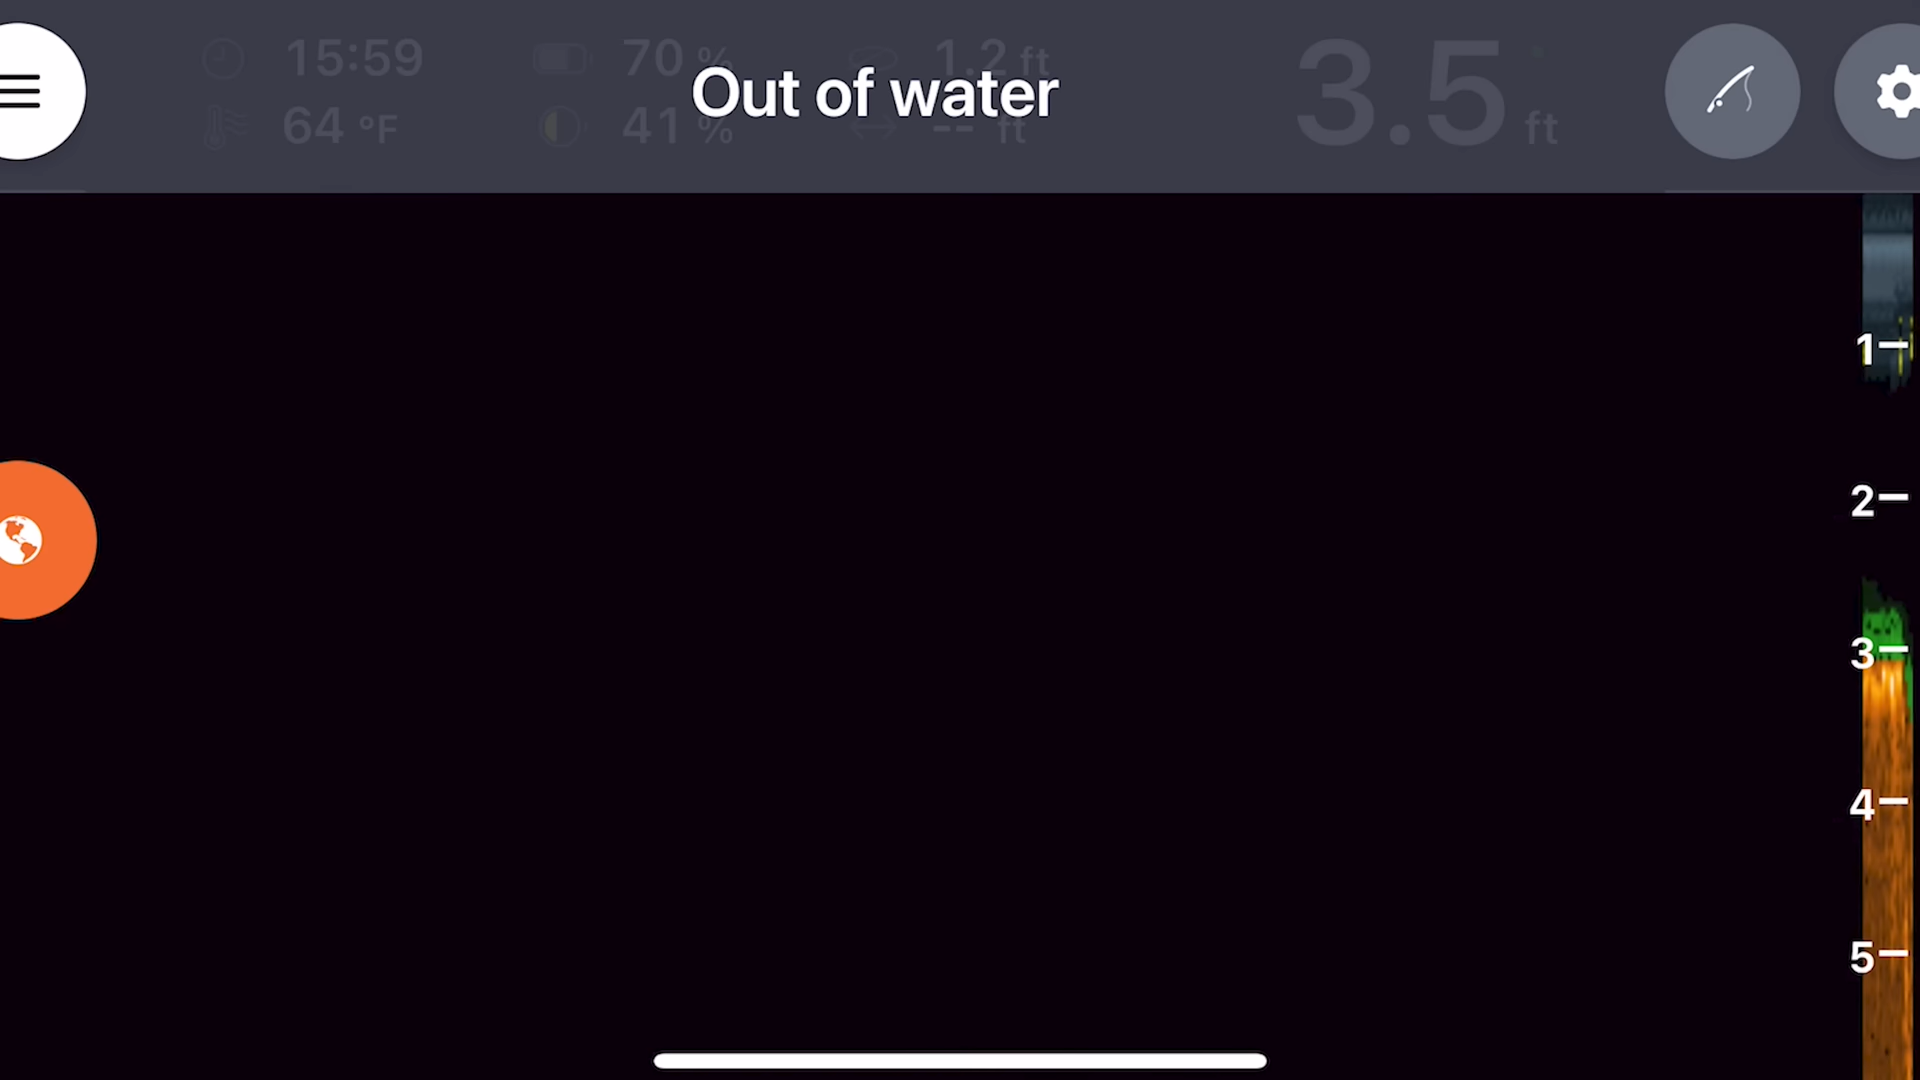 15:59 70 % 1.2 ft
Out of water
3.5 ft
64 °F 41 % -- ft
1
2
3
4
5